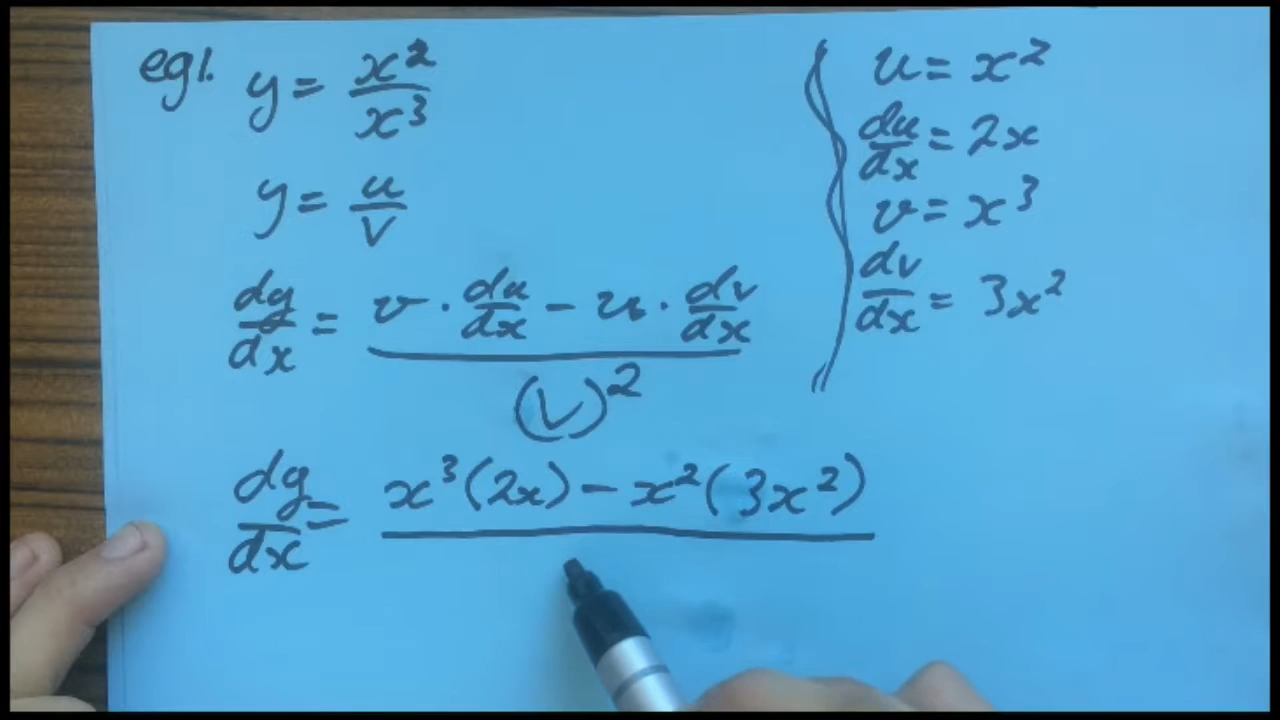 eg1. y = x²/x³
y = u/v
dy/dx = (v · du/dx − u · dv/dx)/(v)²
dy/dx = x³(2x) − x²(3x²)
u = x²
du/dx = 2x
v = x³
dv/dx = 3x²